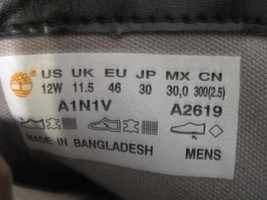 US UK EU JP MX CN
12W 11.5 46 30 30,0 300(2.5)
A1N1V A2619
MADE IN BANGLADESH MENS